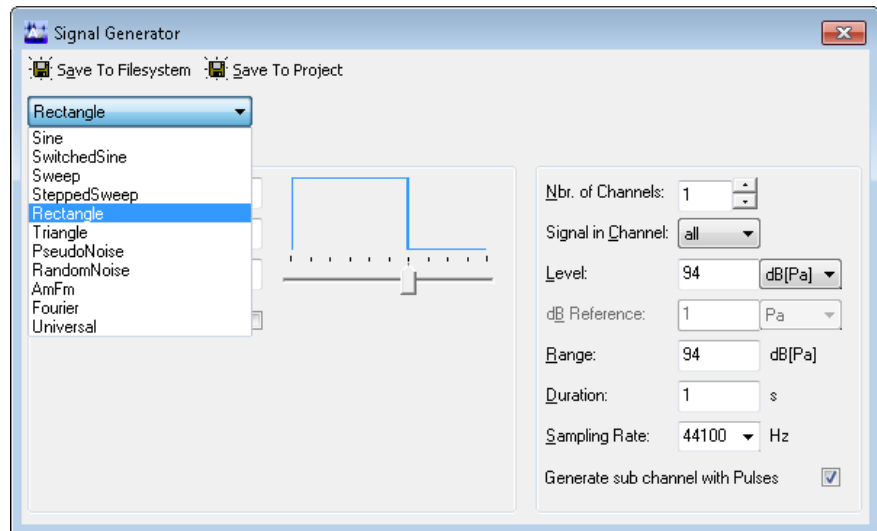 Signal Generator
Save To Filesystem Save To Project
Rectangle
Sine
SwitchedSine
Sweep
SteppedSweep
Rectangle
Triangle
PseudoNoise
RandomNoise
AmFm
Fourier
Universal
Nbr. of Channels: 1
Signal in Channel: all
Level: 94 dB[Pa]
dB Reference: 1 Pa
Range: 94 dB[Pa]
Duration: 1 s
Sampling Rate: 44100 Hz
Generate sub channel with Pulses